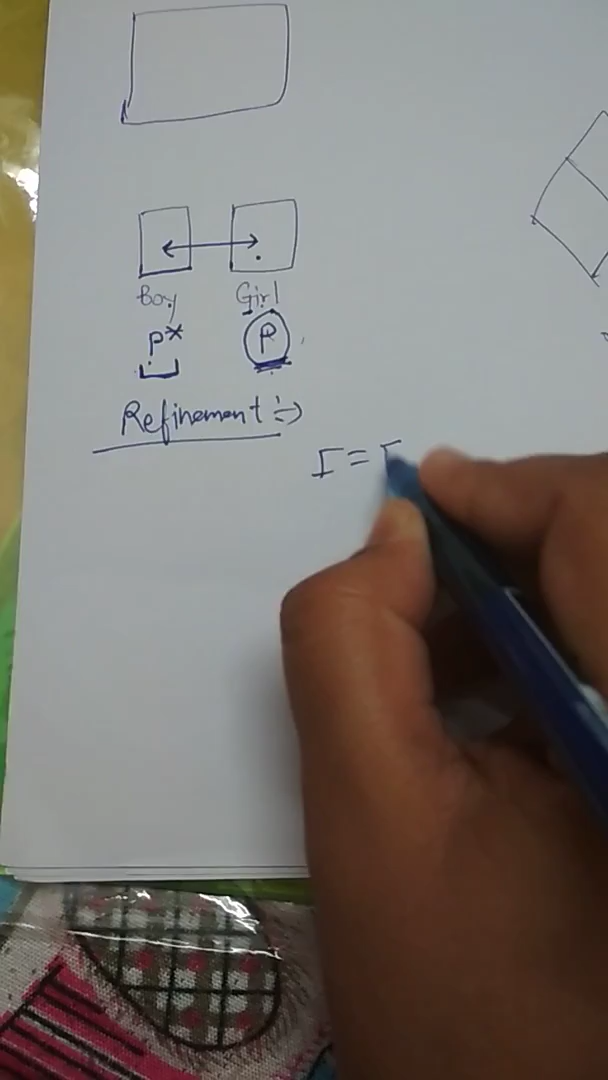 Boy Girl
P* P
Refinement :->
I =